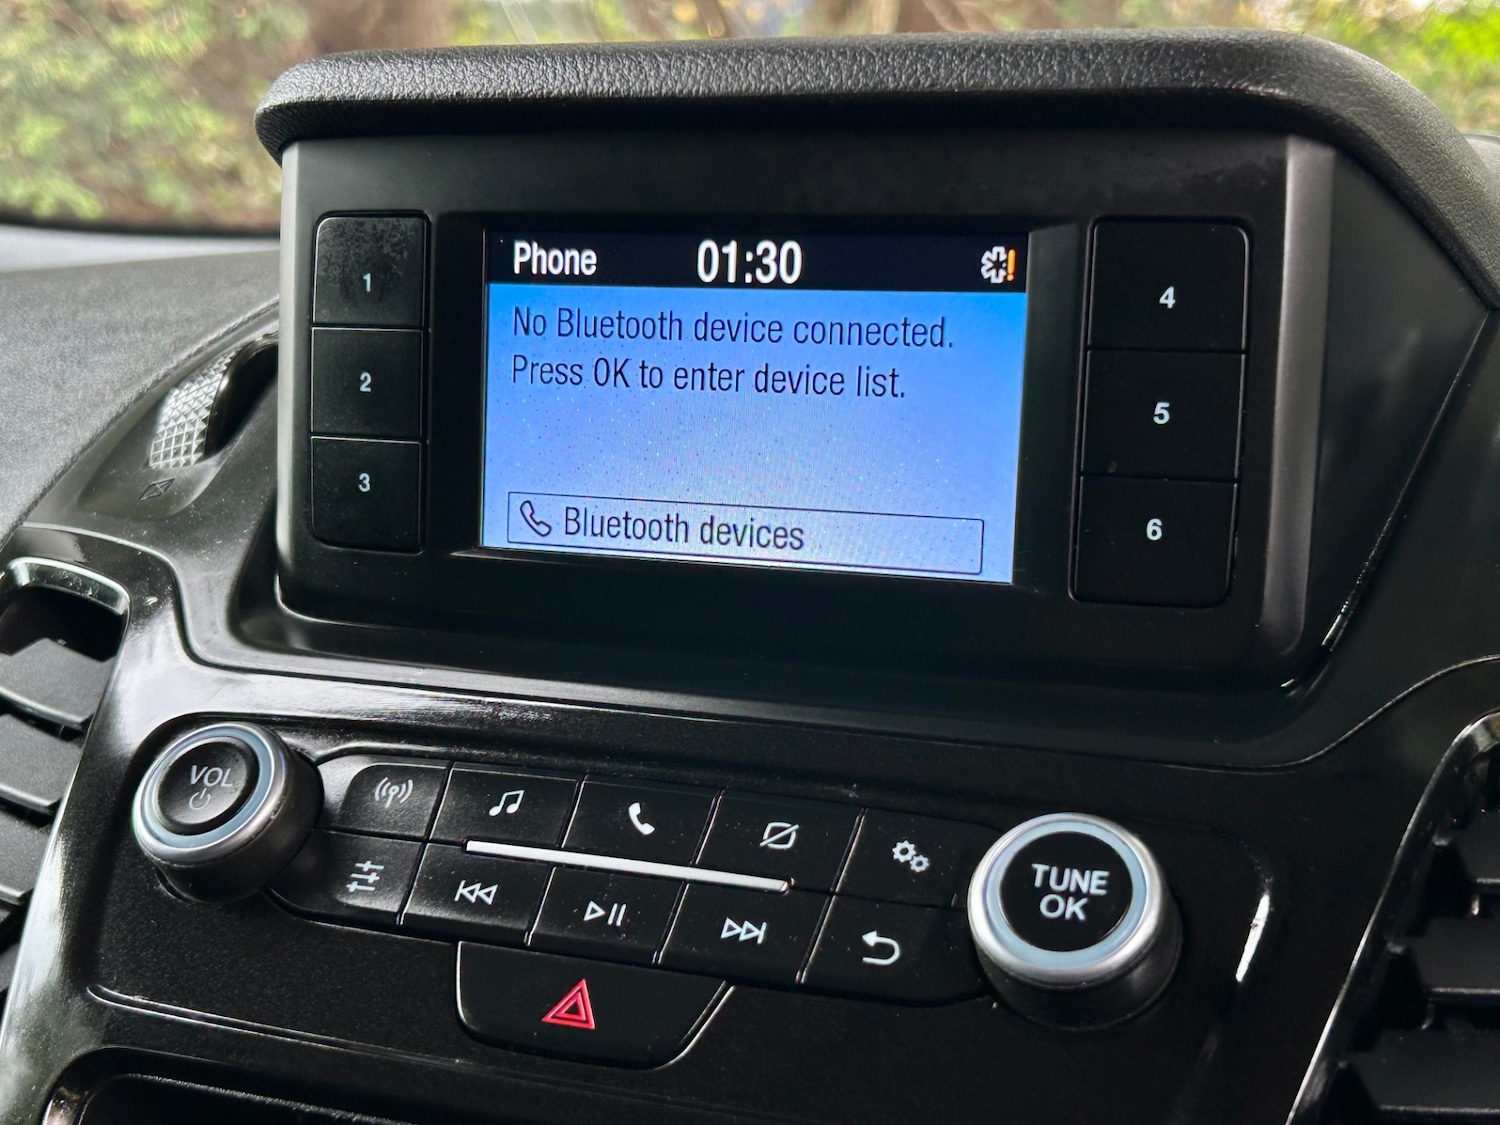 Phone 01:30
No Bluetooth device connected.
Press OK to enter device list.
Bluetooth devices
1
2
3
4
5
6
VOL
TUNE
OK